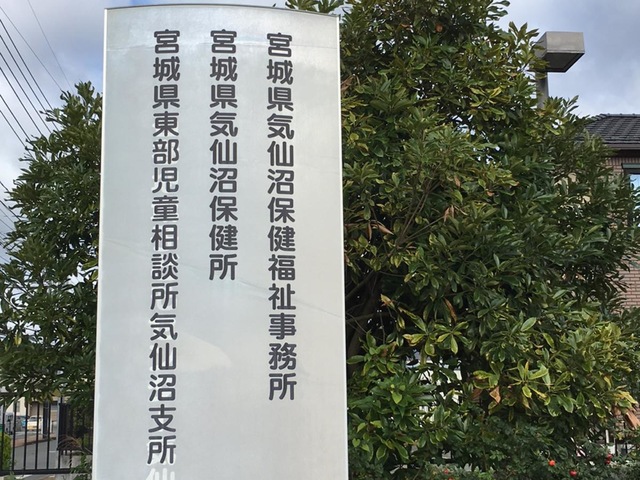 宮城県気仙沼保健福祉事務所
宮城県気仙沼保健所
宮城県東部児童相談所気仙沼支所
仙